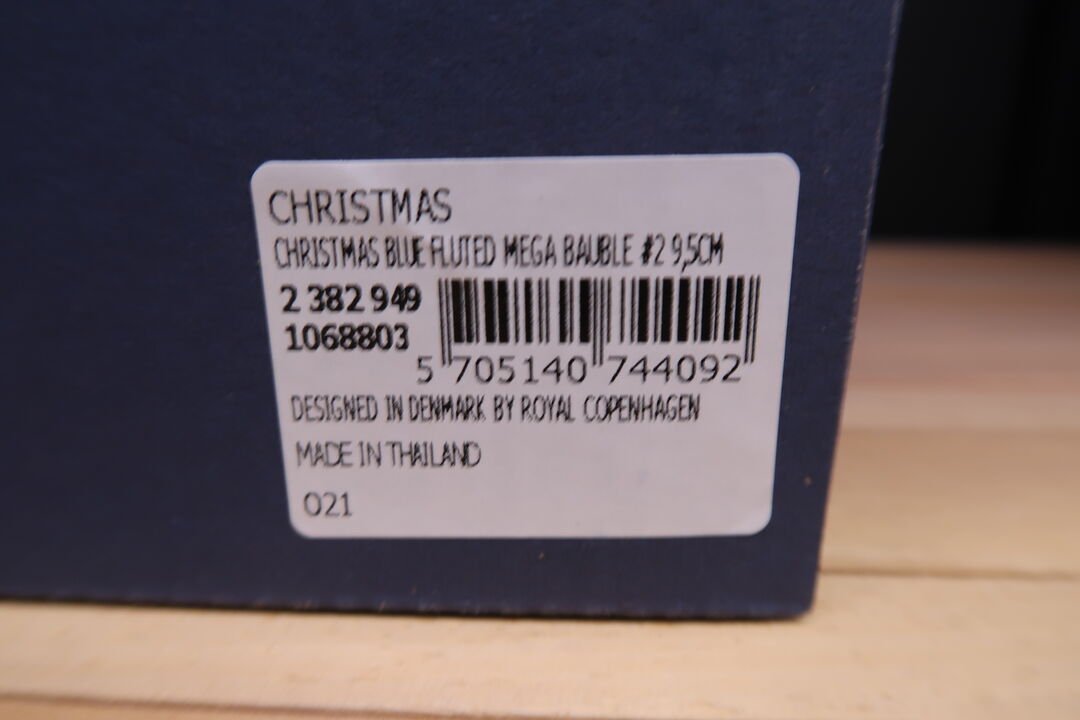 CHRISTMAS
CHRISTMAS BLUE FLUTED MEGA BAUBLE #2 9,5CM
2 382 949
1068803
5 705140 744092
DESIGNED IN DENMARK BY ROYAL COPENHAGEN
MADE IN THAILAND
O21